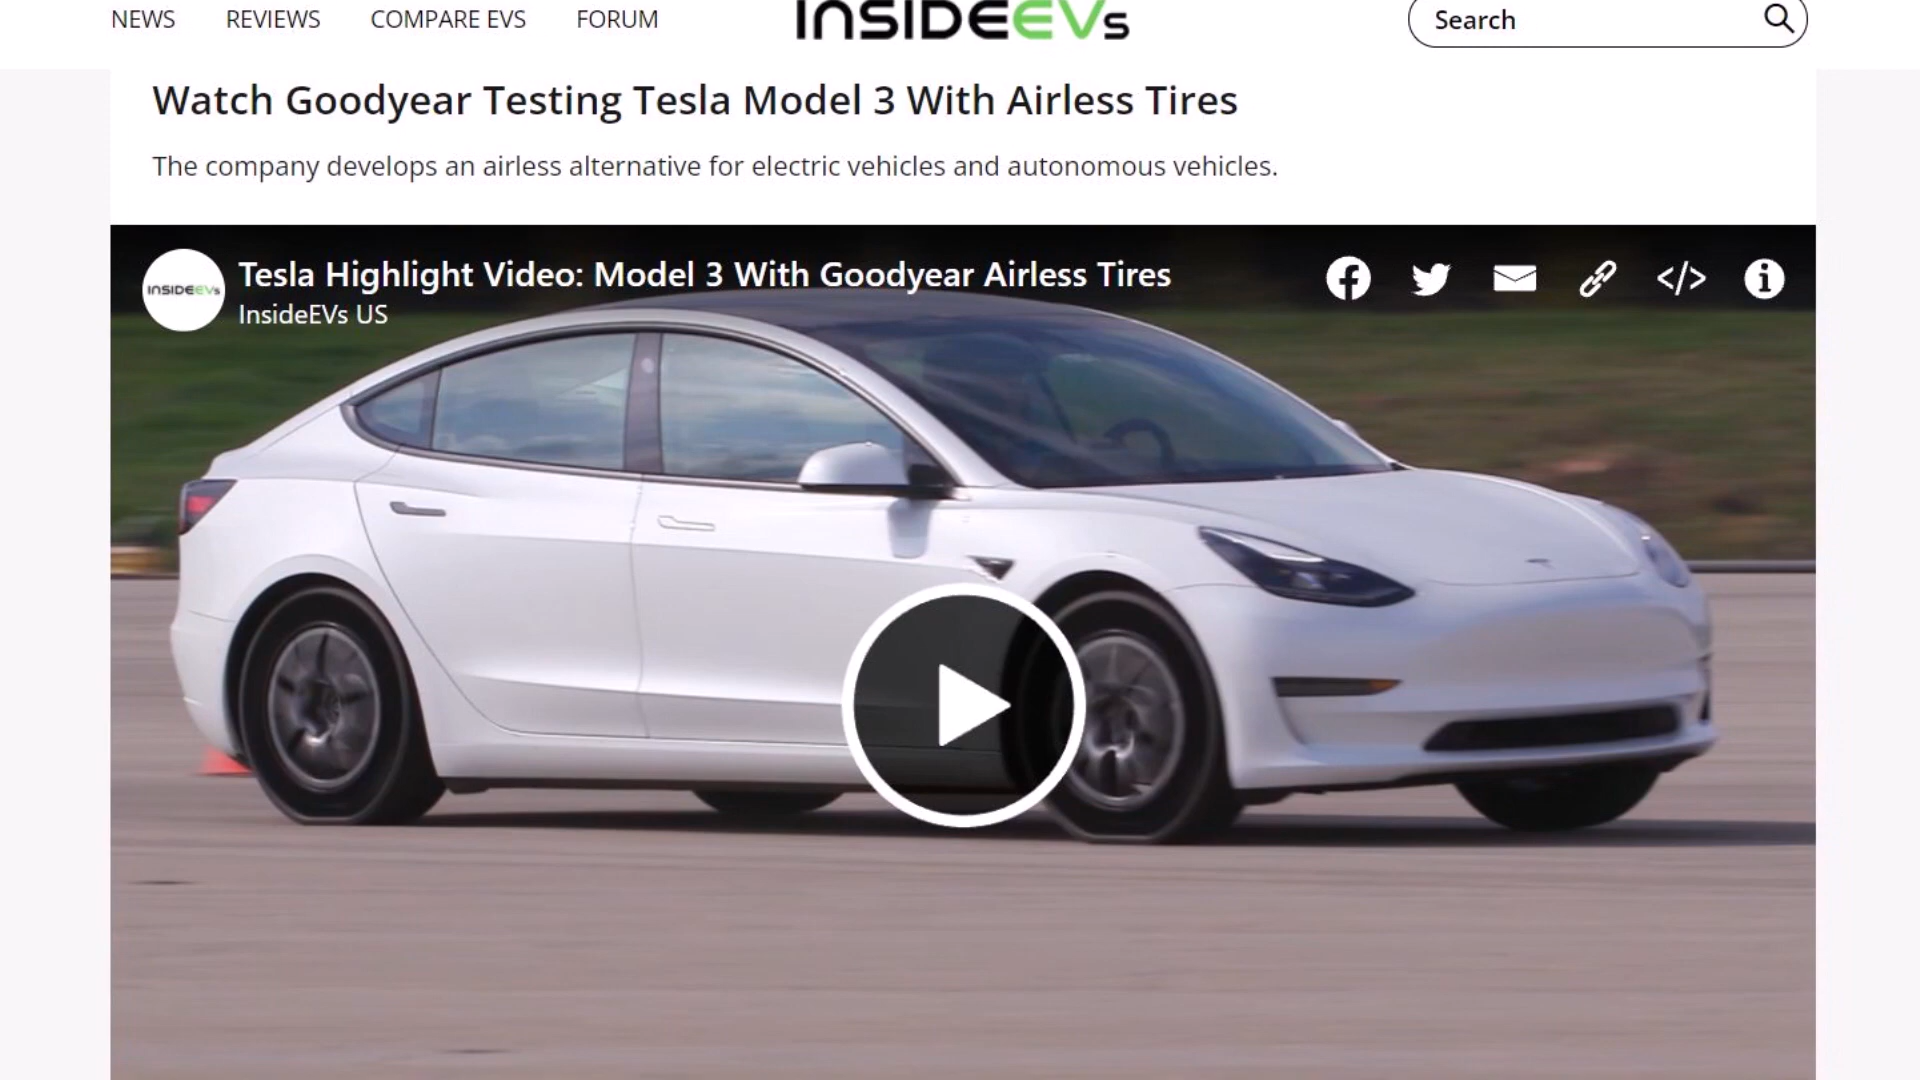 NEWS REVIEWS COMPARE EVS FORUM INSIDEEVs Search
Watch Goodyear Testing Tesla Model 3 With Airless Tires
The company develops an airless alternative for electric vehicles and autonomous vehicles.
INSIDEEVs Tesla Highlight Video: Model 3 With Goodyear Airless Tires
InsideEVs US